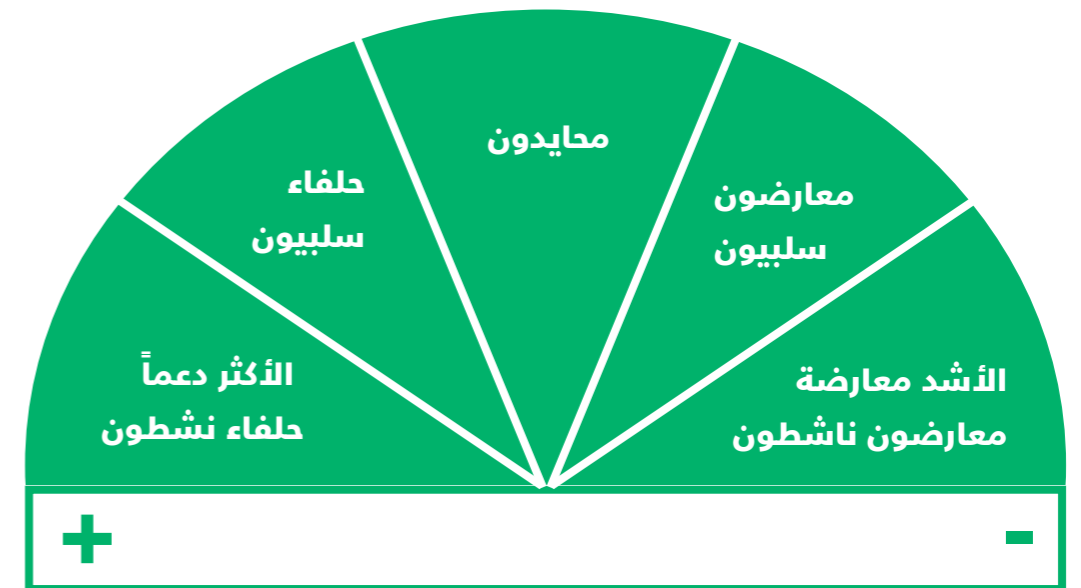 محايدون
حلفاء
سلبيون
معارضون
سلبيون
الأكثر دعماً
حلفاء نشطون
الأشد معارضة
معارضون ناشطون
+
-